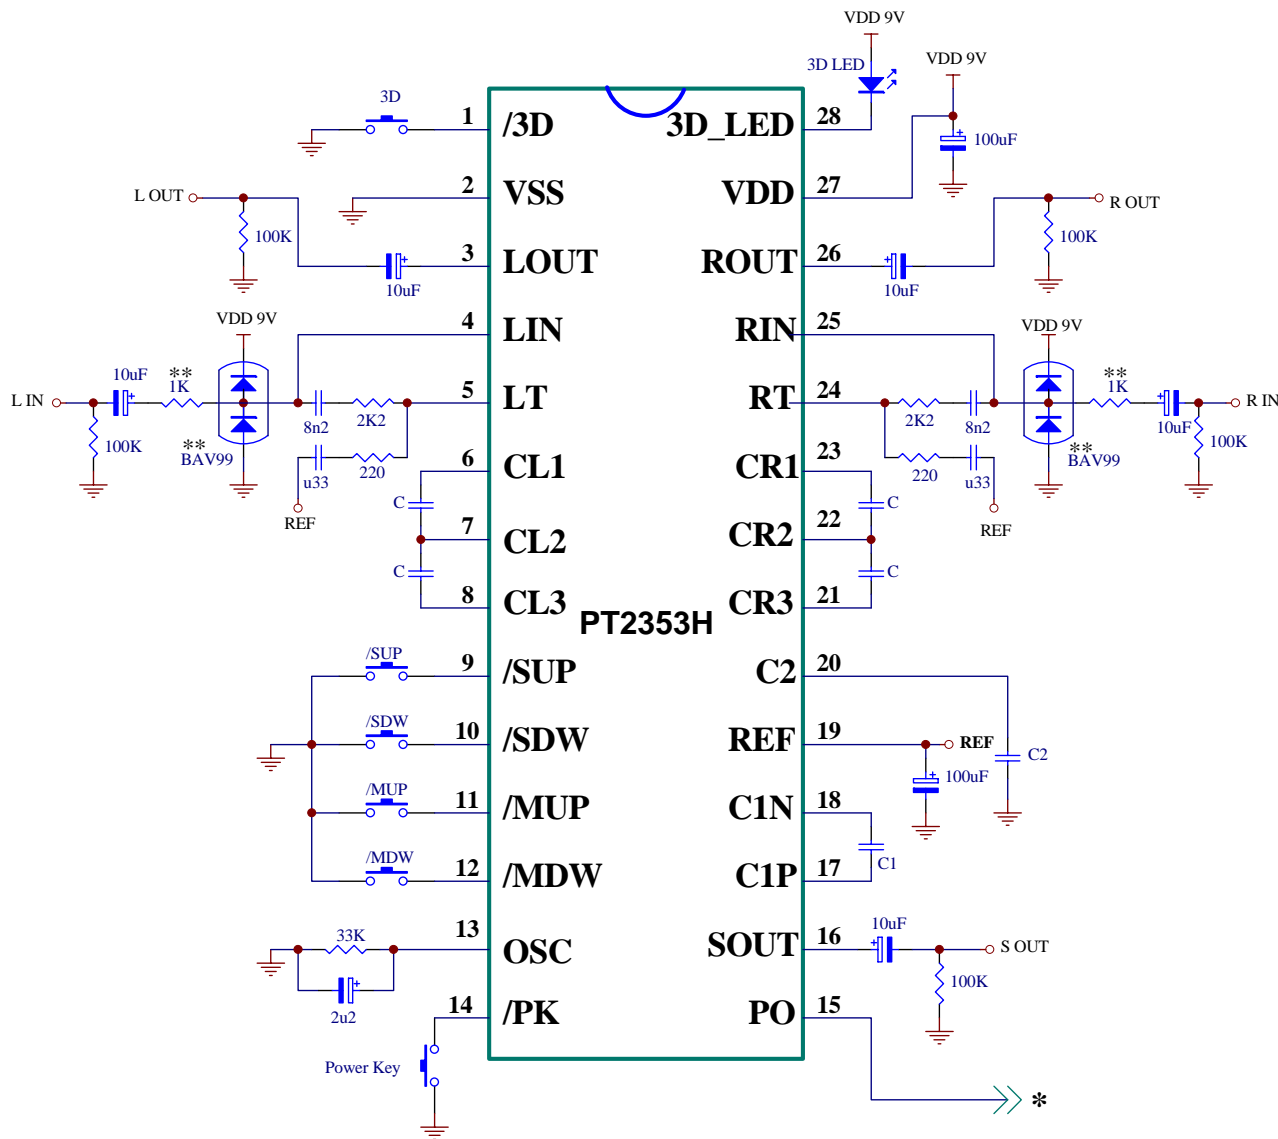 VDD 9V
3D LED
VDD 9V
3D
1
/3D
3D_LED
28
100uF
2
VSS
VDD
27
L OUT
R OUT
100K
3
LOUT
ROUT
26
100K
10uF
10uF
VDD 9V
4
LIN
RIN
25
VDD 9V
10uF
**
1K
L IN
5
LT
RT
24
**
1K
R IN
8n2
2K2
2K2
8n2
10uF
100K
**
BAV99
**
BAV99
100K
6
CL1
CR1
23
u33
220
220
u33
REF
REF
C
C
7
CL2
CR2
22
C
C
8
CL3
CR3
21
PT2353H
/SUP
9
/SUP
C2
20
/SDW
10
/SDW
REF
19
REF
C2
100uF
/MUP
11
/MUP
C1N
18
/MDW
12
/MDW
C1P
17
C1
10uF
33K
13
OSC
SOUT
16
S OUT
100K
2u2
14
/PK
PO
15
Power Key
*